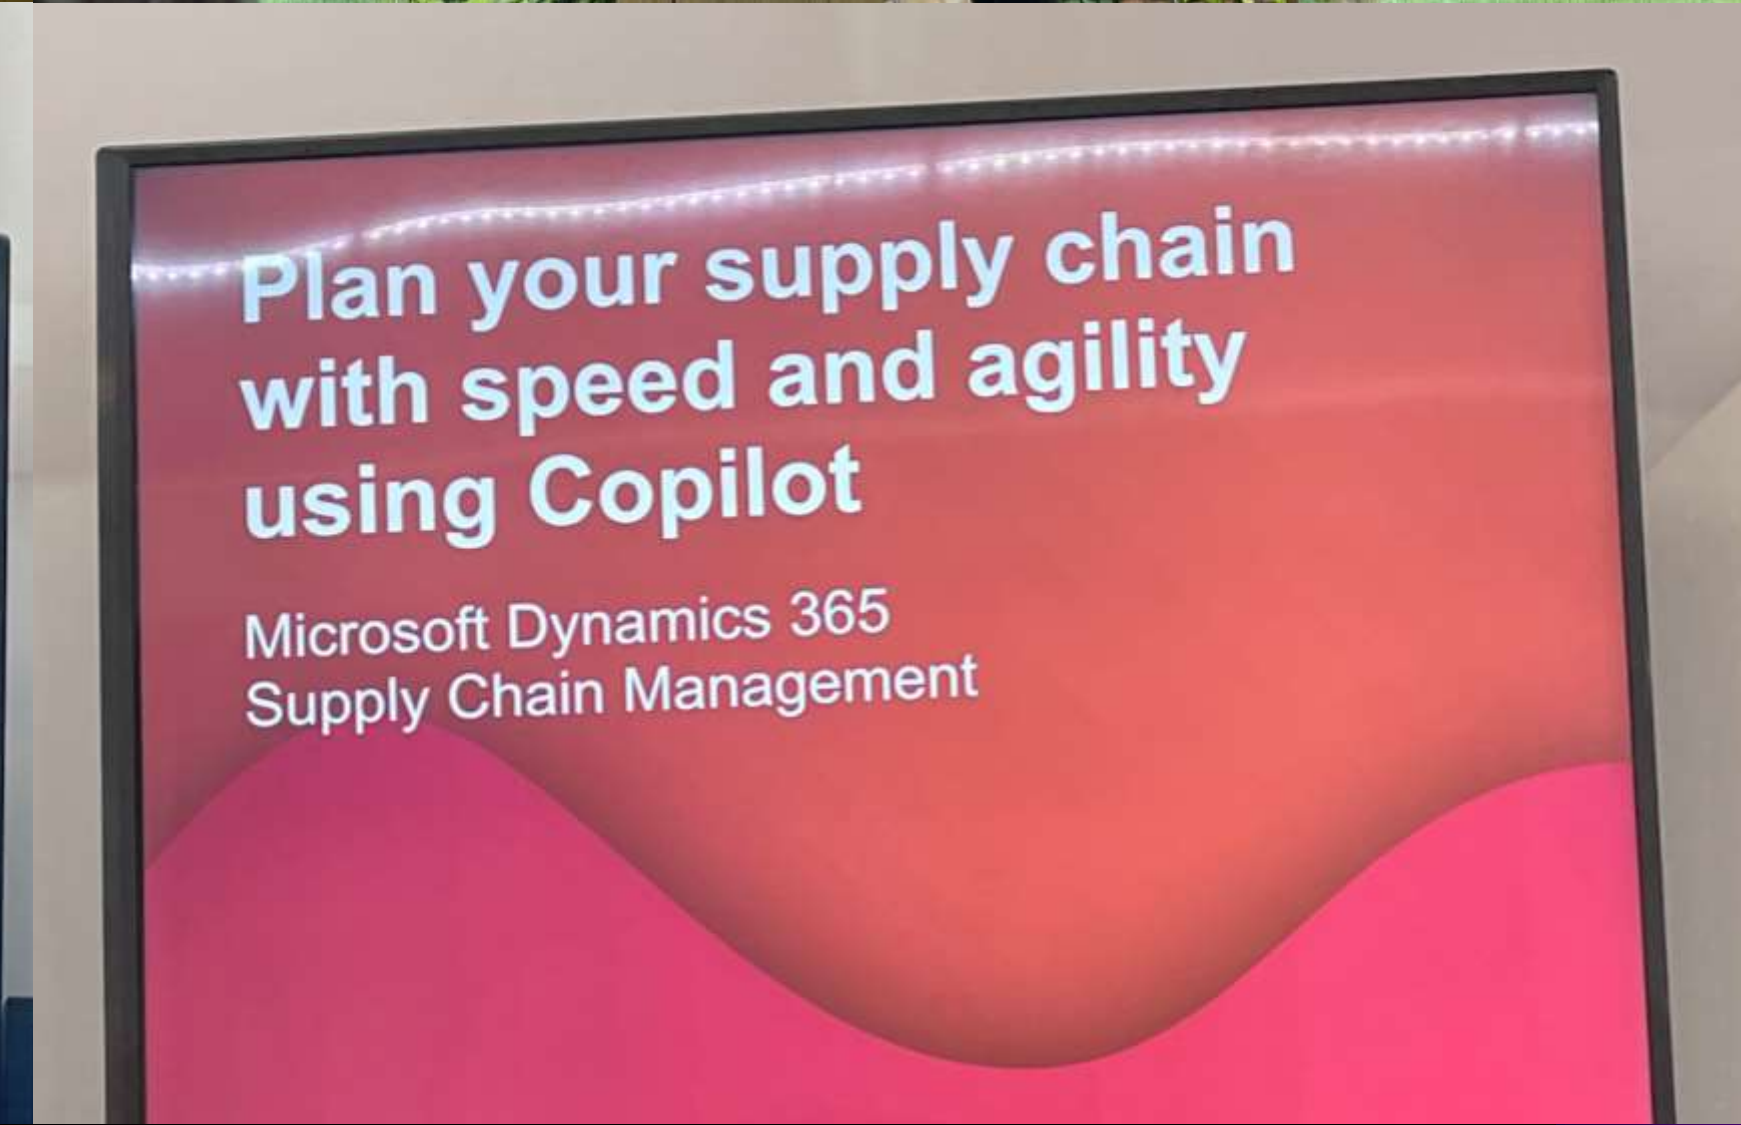 Plan your supply chain
with speed and agility
using Copilot
Microsoft Dynamics 365
Supply Chain Management